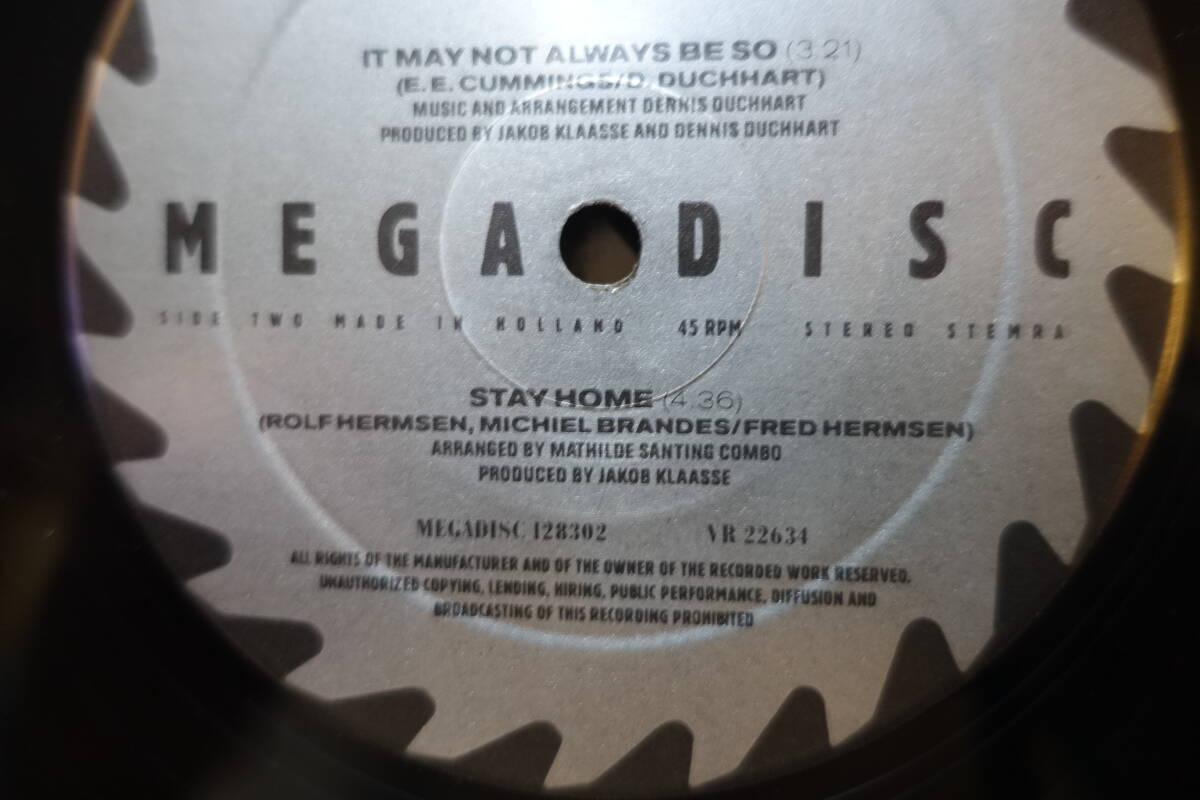 IT MAY NOT ALWAYS BE SO (3.21)
(E. E. CUMMINGS/D. DUCHHART)
MUSIC AND ARRANGEMENT DENNIS DUCHHART
PRODUCED BY JAKOB KLAASSE AND DENNIS DUCHHART
MEGADISC
SIDE TWO MADE IN HOLLAND 45 RPM STEREO STEMRA
STAY HOME (4.36)
(ROLF HERMSEN, MICHIEL BRANDES/FRED HERMSEN)
ARRANGED BY MATHILDE SANTING COMBO
PRODUCED BY JAKOB KLAASSE
MEGADISC 128302 VR 22634
ALL RIGHTS OF THE MANUFACTURER AND OF THE OWNER OF THE RECORDED WORK RESERVED.
UNAUTHORIZED COPYING, LENDING, HIRING, PUBLIC PERFORMANCE, DIFFUSION AND
BROADCASTING OF THIS RECORDING PROHIBITED